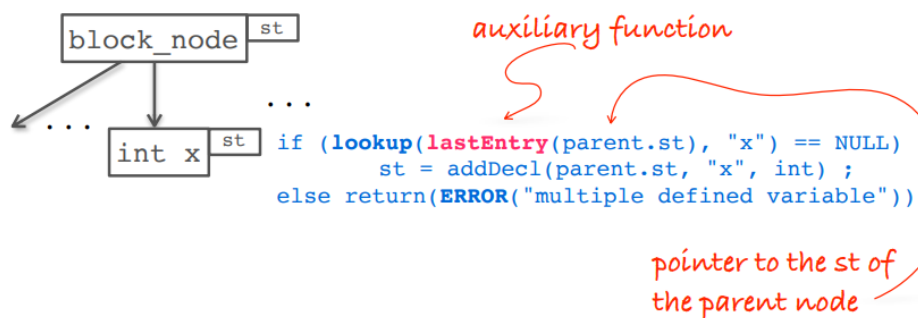 block_node st
auxiliary function
...
...
int x st
if (lookup(lastEntry(parent.st), "x") == NULL)
st = addDecl(parent.st, "x", int) ;
else return(ERROR("multiple defined variable"))
pointer to the st of
the parent node